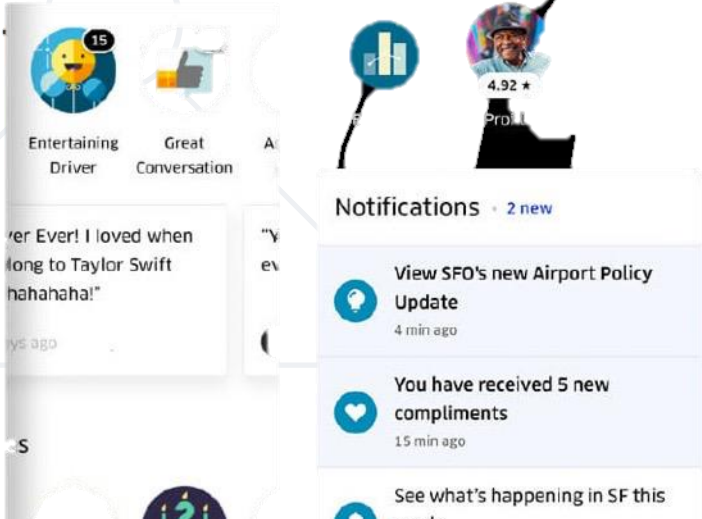 15
Entertaining
Driver
Great
Conversation
ver Ever! I loved when
long to Taylor Swift
hahahaha!"
ys ago
4.92 ★
Notifications · 2 new
View SFO's new Airport Policy
Update
4 min ago
You have received 5 new
compliments
15 min ago
See what's happening in SF this